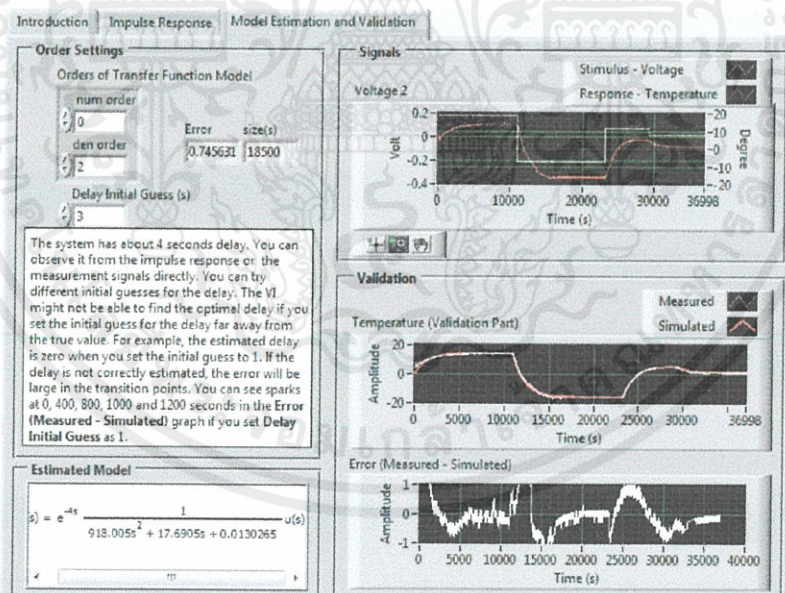 Introduction
Impulse Response
Model Estimation and Validation
Order Settings
Orders of Transfer Function Model
num order
0
den order
2
Error
size(s)
0.745631
18500
Delay Initial Guess (s)
3
The system has about 4 seconds delay. You can
observe it from the impulse response or the
measurement signals directly. You can try
different initial guesses for the delay. The VI
might not be able to find the optimal delay if you
set the initial guess for the delay far away from
the true value. For example, the estimated delay
is zero when you set the initial guess to 1. If the
delay is not correctly estimated, the error will be
large in the transition points. You can see sparks
at 0, 400, 800, 1000 and 1200 seconds in the Error
(Measured - Simulated) graph if you set Delay
Initial Guess as 1.
Estimated Model
s) = e^-4s 1 / (918.005s^2 + 17.6905s + 0.0130265) u(s)
Signals
Stimulus - Voltage
Voltage 2
Response - Temperature
Volt
0.2
0
-0.2
-0.4
-20
-10
-0
-10
-20
Degree
0
10000
20000
30000
36998
Time (s)
Validation
Measured
Temperature (Validation Part)
Simulated
Amplitude
20
0
-20
0
5000
10000
15000
20000
25000
30000
36998
Time (s)
Error (Measured - Simulated)
Amplitude
1
0
-1
0
5000
10000
15000
20000
25000
30000
35000
40000
Time (s)